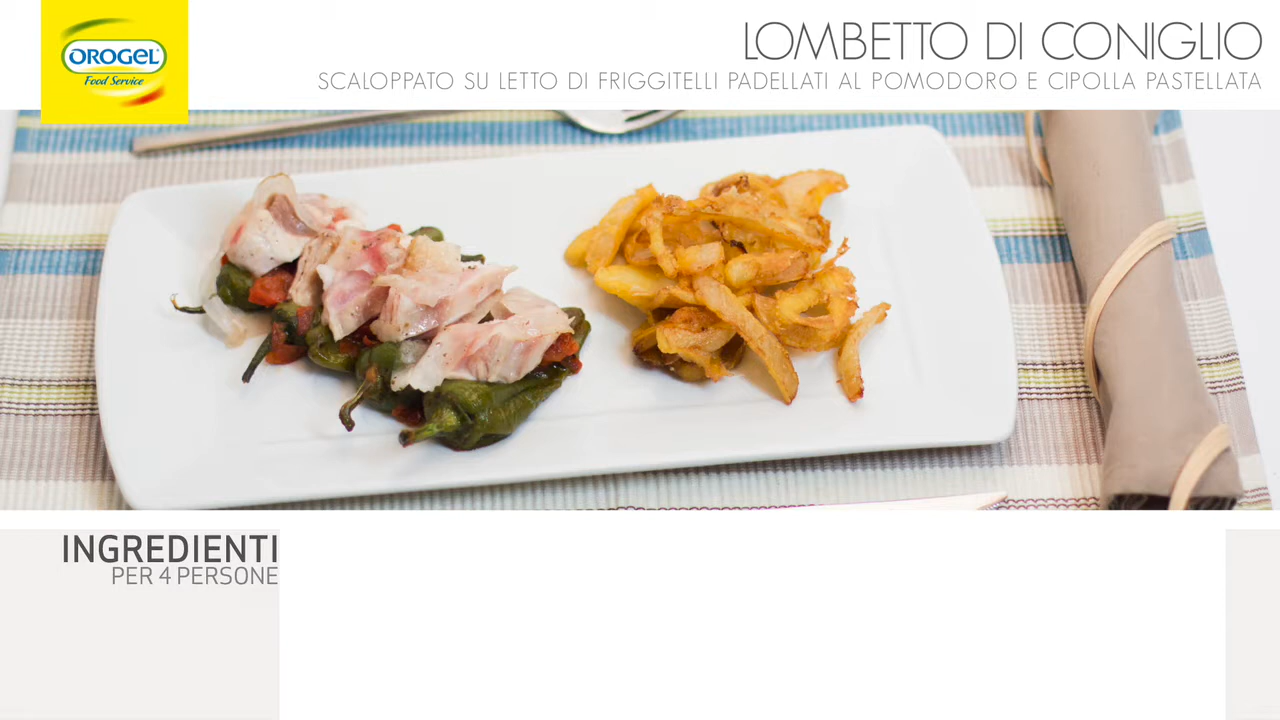 OROGEL
Food Service
LOMBETTO DI CONIGLIO
SCALOPPATO SU LETTO DI FRIGGITELLI PADELLATI AL POMODORO E CIPOLLA PASTELLATA
INGREDIENTI
PER 4 PERSONE